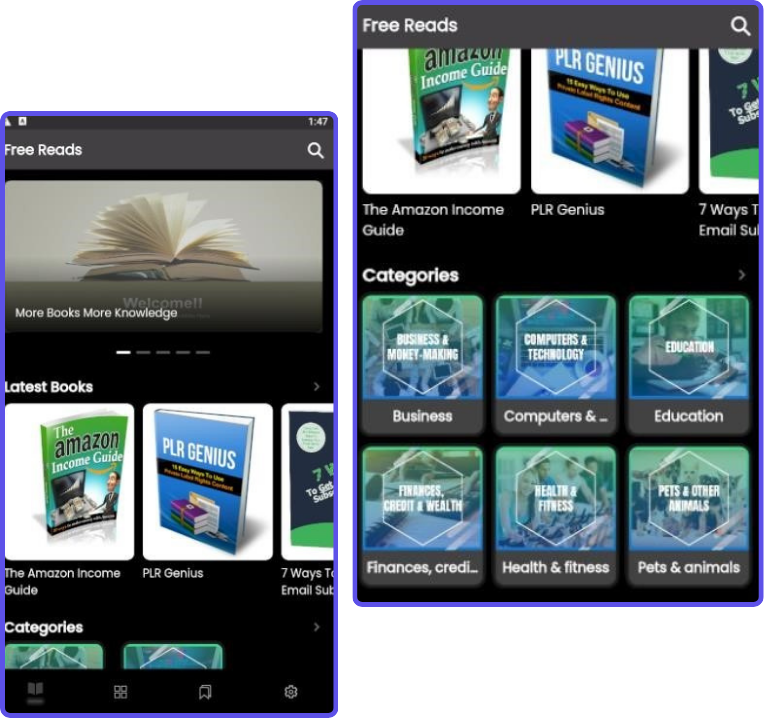 1:47
Free Reads
Welcome!!
More Books More Knowledge
Latest Books
The
amazon
Income Guide
PLR GENIUS
15 Easy Ways To Use
Private Label Rights Content
7
To Get
Subs
The Amazon Income
Guide
PLR Genius
7 Ways To
Email Sub
Categories
Free Reads
amazon
Income Guide
PLR GENIUS
15 Easy Ways To Use
Private Label Rights Content
7
To Get
Subs
The Amazon Income
Guide
PLR Genius
7 Ways T
Email Sul
Categories
BUSINESS &
MONEY-MAKING
COMPUTERS &
TECHNOLOGY
EDUCATION
Business
Computers & ...
Education
FINANCES,
CREDIT & WEALTH
HEALTH &
FITNESS
PETS & OTHER
ANIMALS
Finances, credi...
Health & fitness
Pets & animals